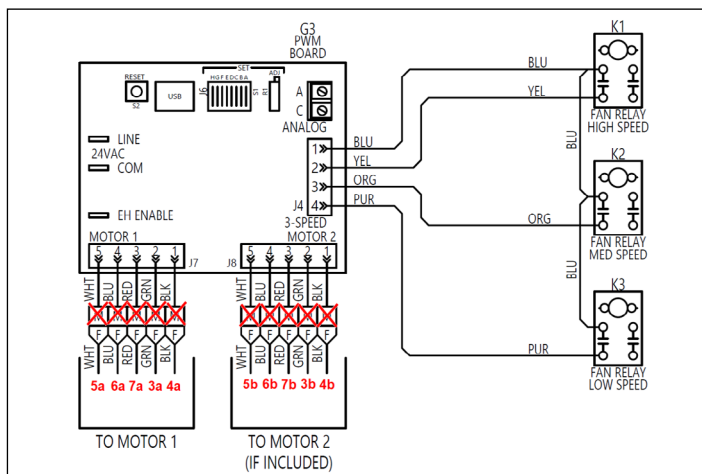 G3
PWM
BOARD
SET
ADJ
RESET
S2
USB
J6
HGFEDCBA
S1
R1
A
C
ANALOG
LINE
24VAC
COM
EH ENABLE
1
2
3
4
J4
3-SPEED
BLU
YEL
ORG
PUR
BLU
YEL
ORG
PUR
BLU
BLU
K1
FAN RELAY
HIGH SPEED
K2
FAN RELAY
MED SPEED
K3
FAN RELAY
LOW SPEED
MOTOR 1
5 4 3 2 1
J7
WHT BLU RED GRN BLK
F F F F F
WHT BLU RED GRN BLK
5a 6a 7a 3a 4a
TO MOTOR 1
MOTOR 2
5 4 3 2 1
J8
WHT BLU RED GRN BLK
F F F F F
WHT BLU RED GRN BLK
5b 6b 7b 3b 4b
TO MOTOR 2
(IF INCLUDED)